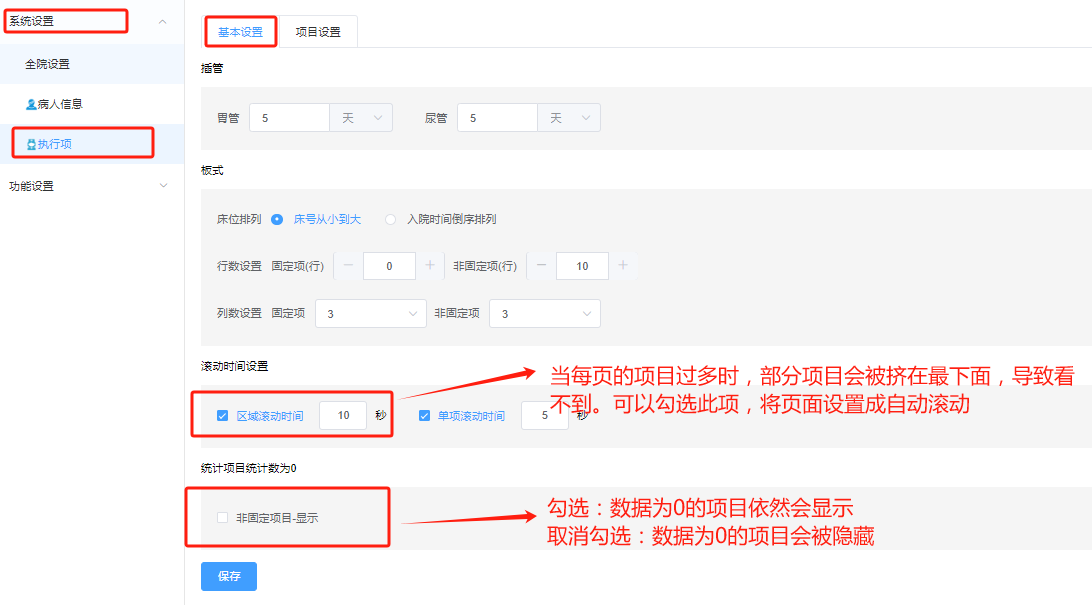 系统设置
全院设置
病人信息
执行项
功能设置
基本设置 项目设置
插管
胃管 5 天 尿管 5 天
板式
床位排列 床号从小到大 入院时间倒序排列
行数设置 固定项(行) 0 非固定项(行) 10
列数设置 固定项 3 非固定项 3
滚动时间设置
当每页的项目过多时，部分项目会被挤在最下面，导致看
不到。可以勾选此项，将页面设置成自动滚动
区域滚动时间 10 秒 单项滚动时间 5 秒
统计项目统计数为0
非固定项目-显示
勾选：数据为0的项目依然会显示
取消勾选：数据为0的项目会被隐藏
保存